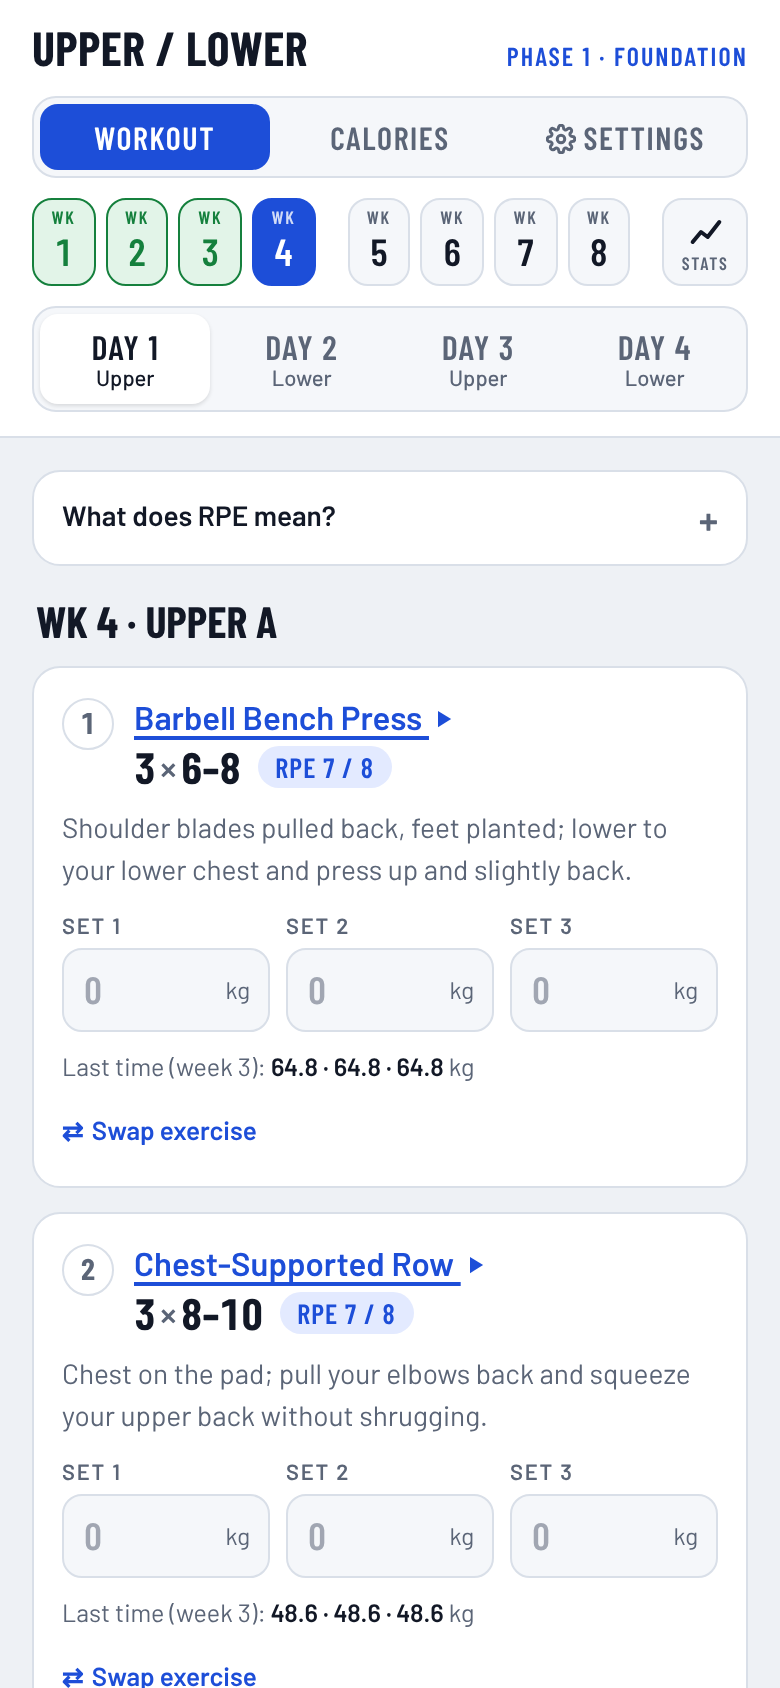 UPPER / LOWER
PHASE 1 · FOUNDATION
WORKOUT
CALORIES
SETTINGS
WK
1
WK
2
WK
3
WK
4
WK
5
WK
6
WK
7
WK
8
STATS
DAY 1
Upper
DAY 2
Lower
DAY 3
Upper
DAY 4
Lower
What does RPE mean?
+
WK 4 · UPPER A
1
Barbell Bench Press
3×6–8
RPE 7 / 8
Shoulder blades pulled back, feet planted; lower to
your lower chest and press up and slightly back.
SET 1
SET 2
SET 3
0 kg
0 kg
0 kg
Last time (week 3): 64.8 · 64.8 · 64.8 kg
⇄ Swap exercise
2
Chest-Supported Row
3×8–10
RPE 7 / 8
Chest on the pad; pull your elbows back and squeeze
your upper back without shrugging.
SET 1
SET 2
SET 3
0 kg
0 kg
0 kg
Last time (week 3): 48.6 · 48.6 · 48.6 kg
⇄ Swap exercise